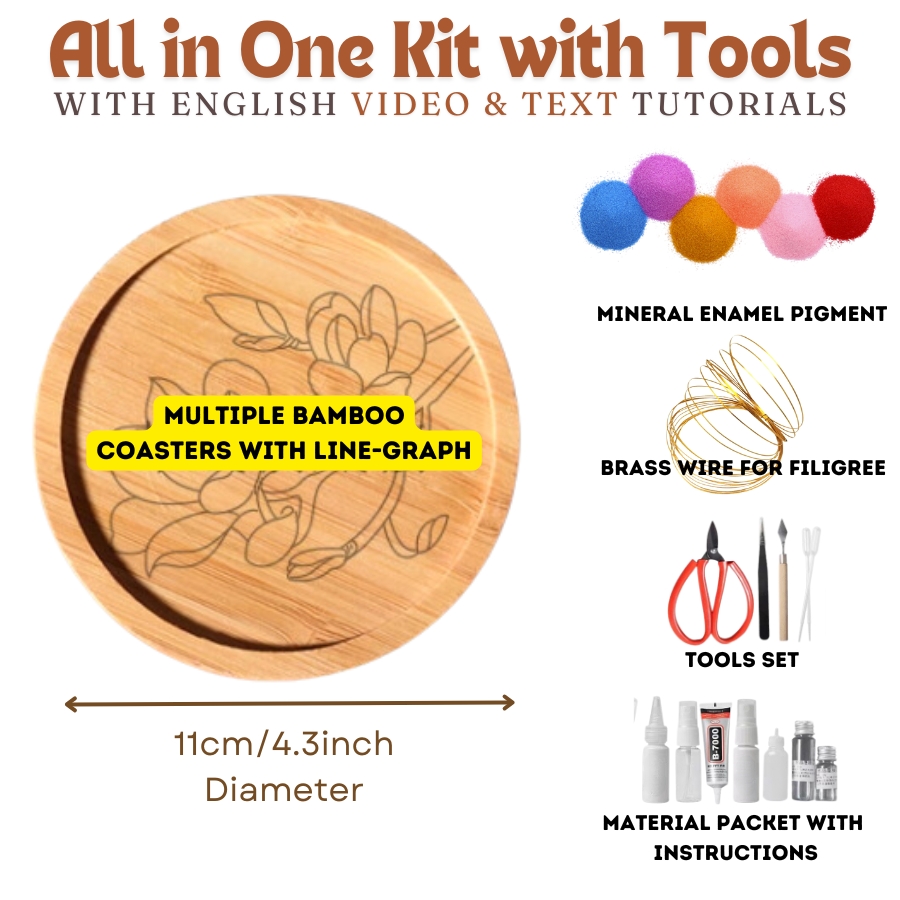 All in One Kit with Tools
WITH ENGLISH VIDEO & TEXT TUTORIALS
MULTIPLE BAMBOO
COASTERS WITH LINE-GRAPH
11cm/4.3inch
Diameter
MINERAL ENAMEL PIGMENT
BRASS WIRE FOR FILIGREE
TOOLS SET
B-7000
MATERIAL PACKET WITH
INSTRUCTIONS